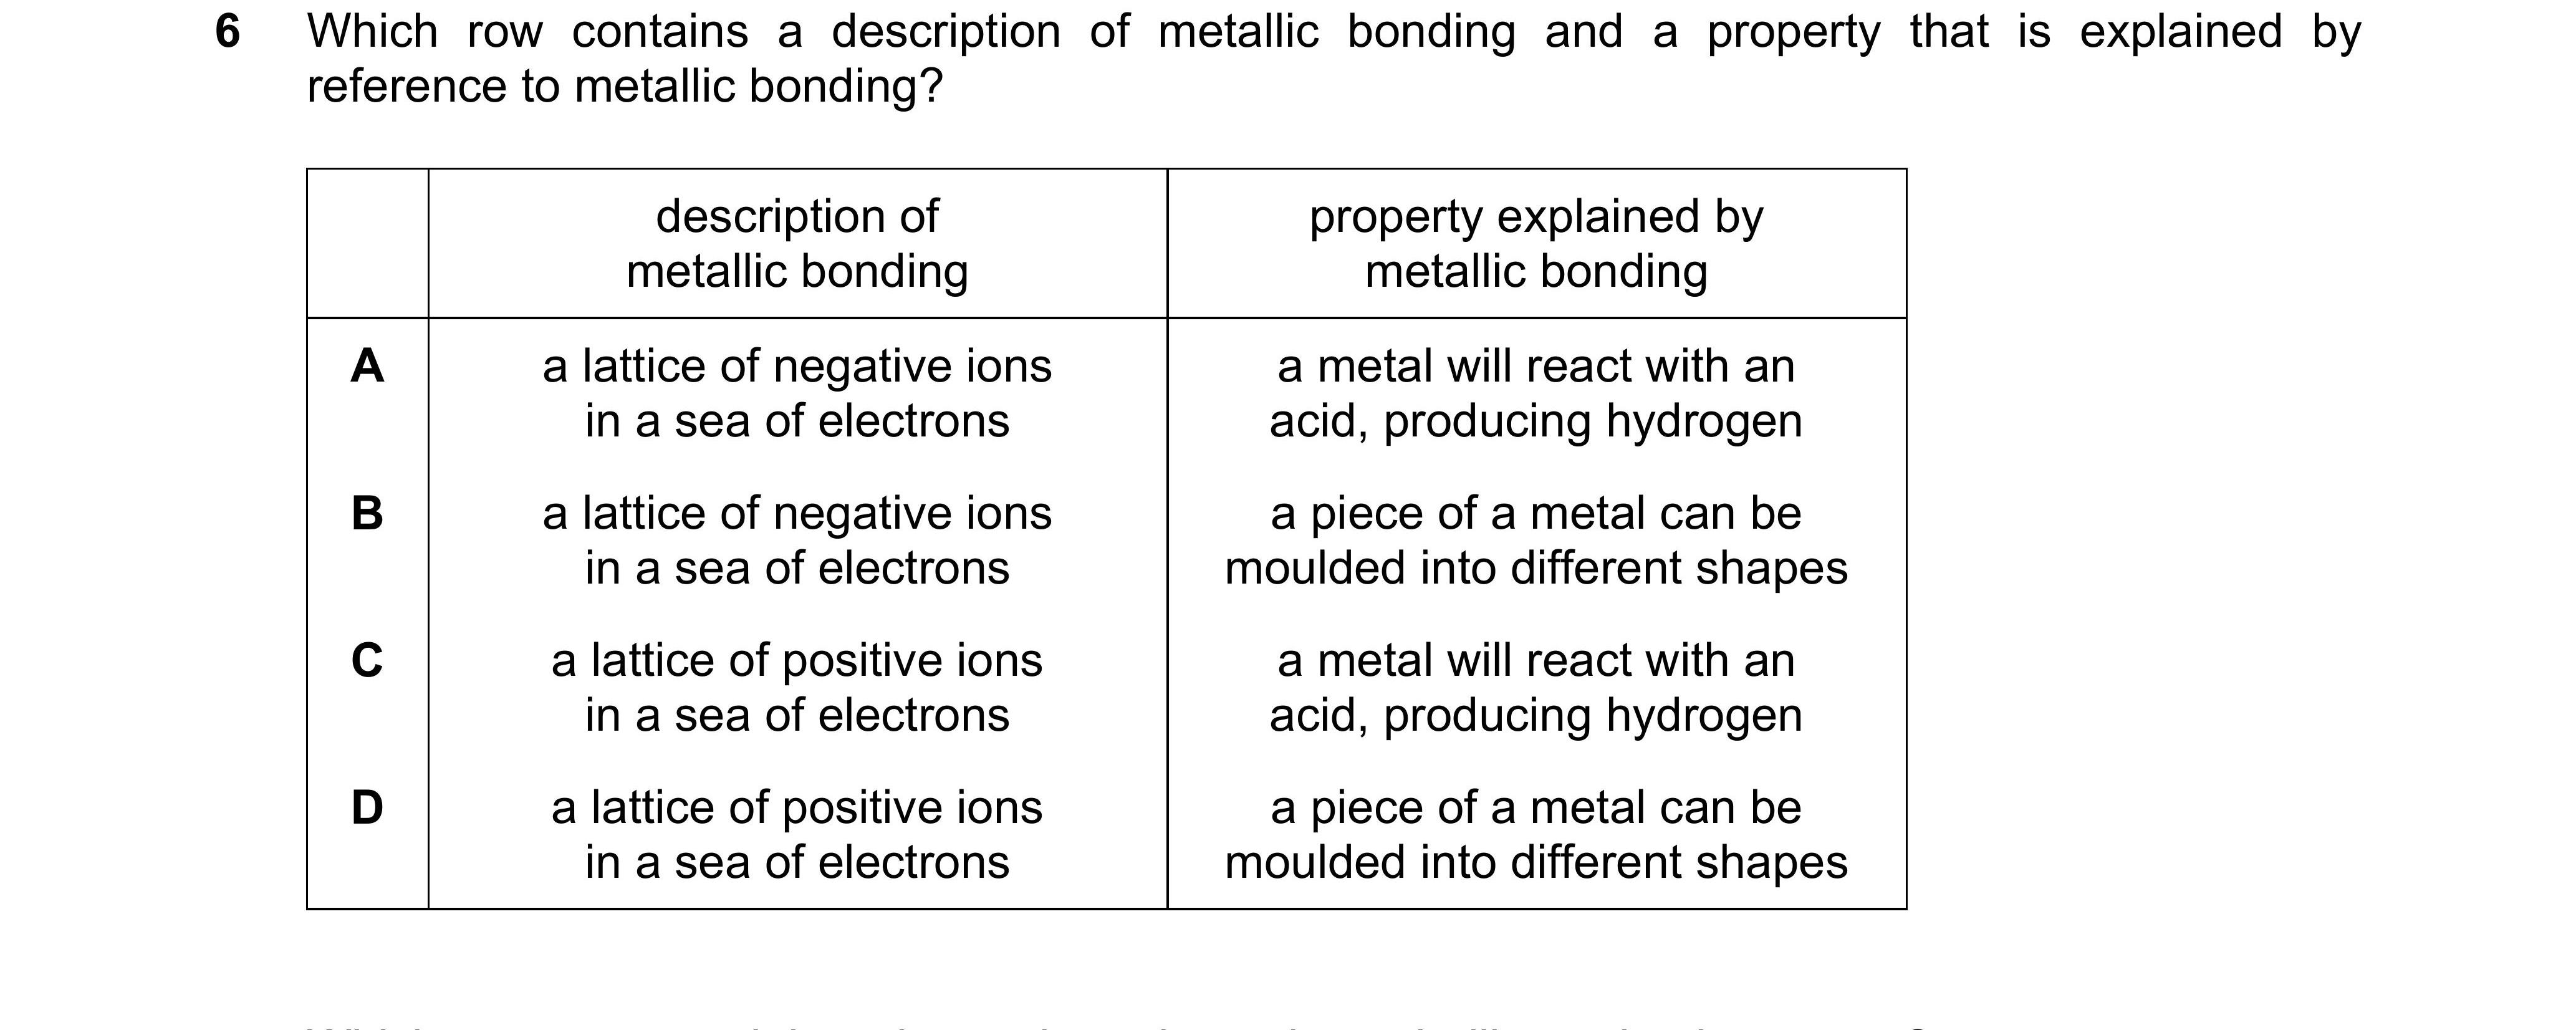 6 Which row contains a description of metallic bonding and a property that is explained by
reference to metallic bonding?
description of
metallic bonding
property explained by
metallic bonding
A
a lattice of negative ions
in a sea of electrons
a metal will react with an
acid, producing hydrogen
B
a lattice of negative ions
in a sea of electrons
a piece of a metal can be
moulded into different shapes
C
a lattice of positive ions
in a sea of electrons
a metal will react with an
acid, producing hydrogen
D
a lattice of positive ions
in a sea of electrons
a piece of a metal can be
moulded into different shapes